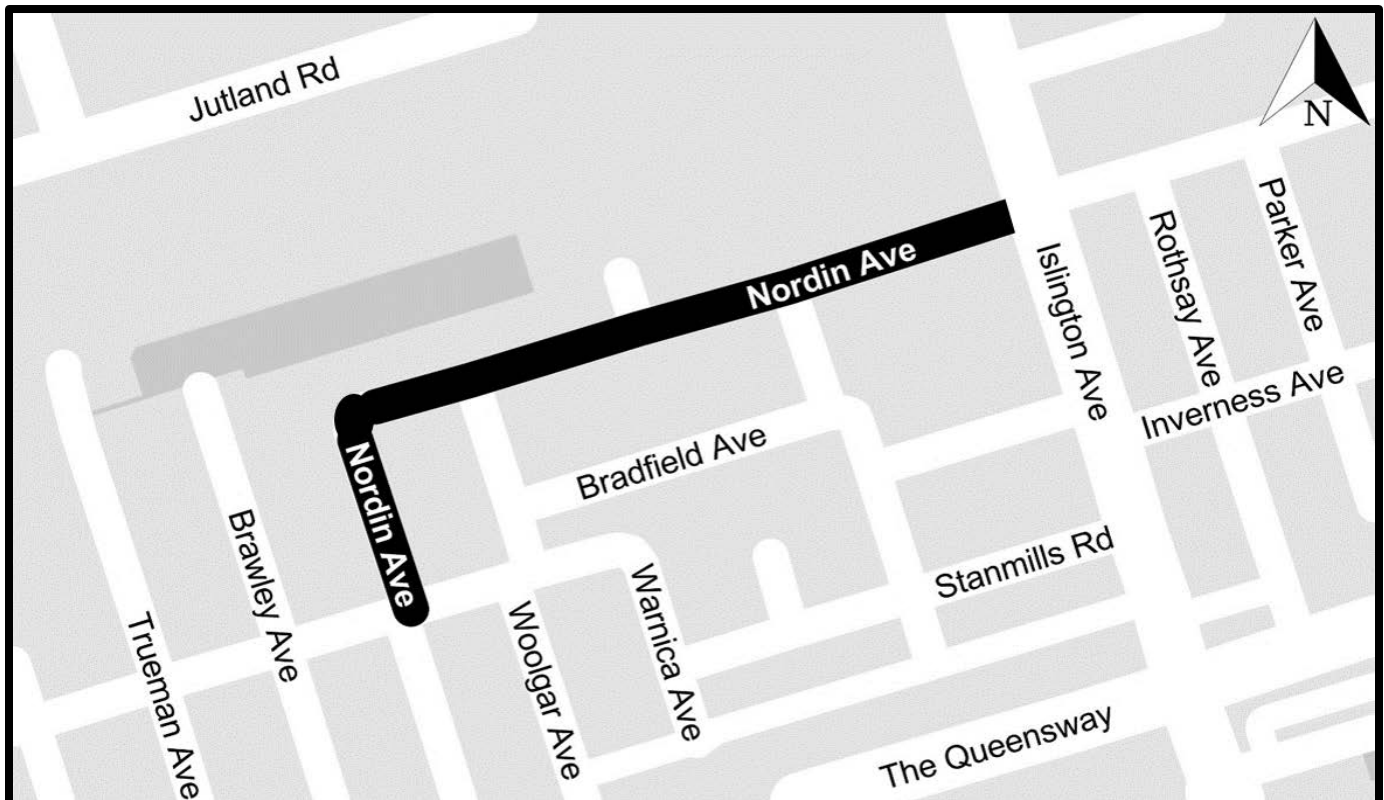 Jutland Rd
N
Nordin Ave
Islington Ave
Rothsay Ave
Parker Ave
Inverness Ave
Bradfield Ave
Nordin Ave
Brawley Ave
Stanmills Rd
Trueman Ave
Woolgar Ave
Warnica Ave
The Queensway